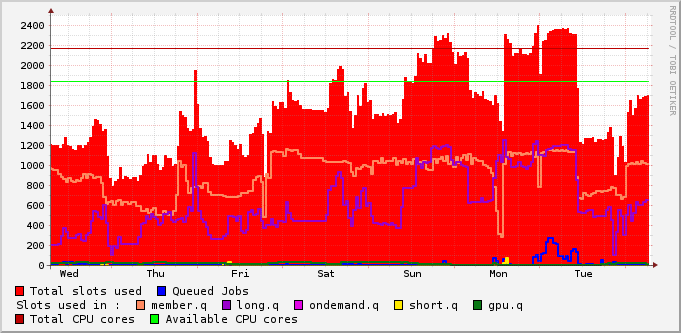 RRDTOOL / TOBI OETIKER
2400
2200
2000
1800
1600
1400
1200
1000
800
600
400
200
0
Wed Thu Fri Sat Sun Mon Tue
Total slots used Queued Jobs
Slots used in : member.q long.q ondemand.q short.q gpu.q
Total CPU cores Available CPU cores